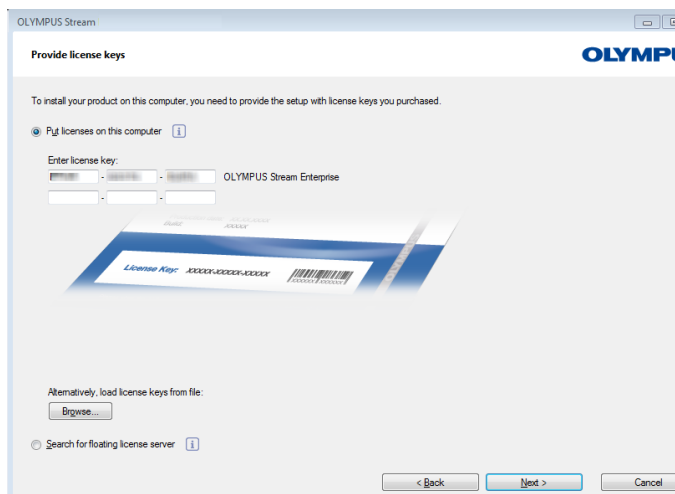 OLYMPUS Stream
Provide license keys
To install your product on this computer, you need to provide the setup with license keys you purchased.
Put licenses on this computer
Enter license key:
- - OLYMPUS Stream Enterprise
- -
XXXXX
License Key: XXXXX-XXXXX-XXXXX
Alternatively, load license keys from file:
Browse...
Search for floating license server
< Back Next > Cancel